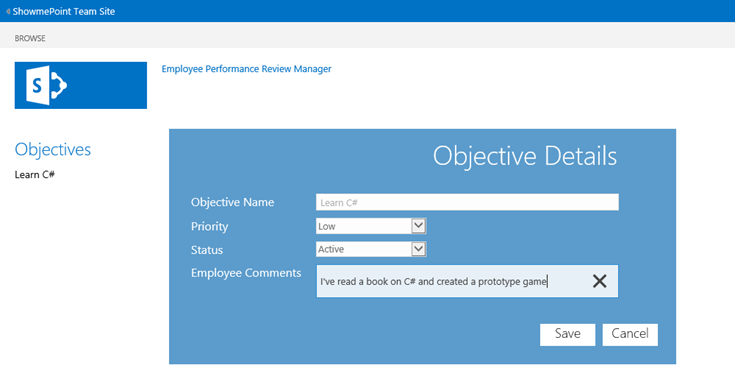 ShowmePoint Team Site
BROWSE
S
Employee Performance Review Manager
Objectives
Learn C#
Objective Details
Objective Name Learn C#
Priority Low
Status Active
Employee Comments I've read a book on C# and created a prototype game
Save Cancel